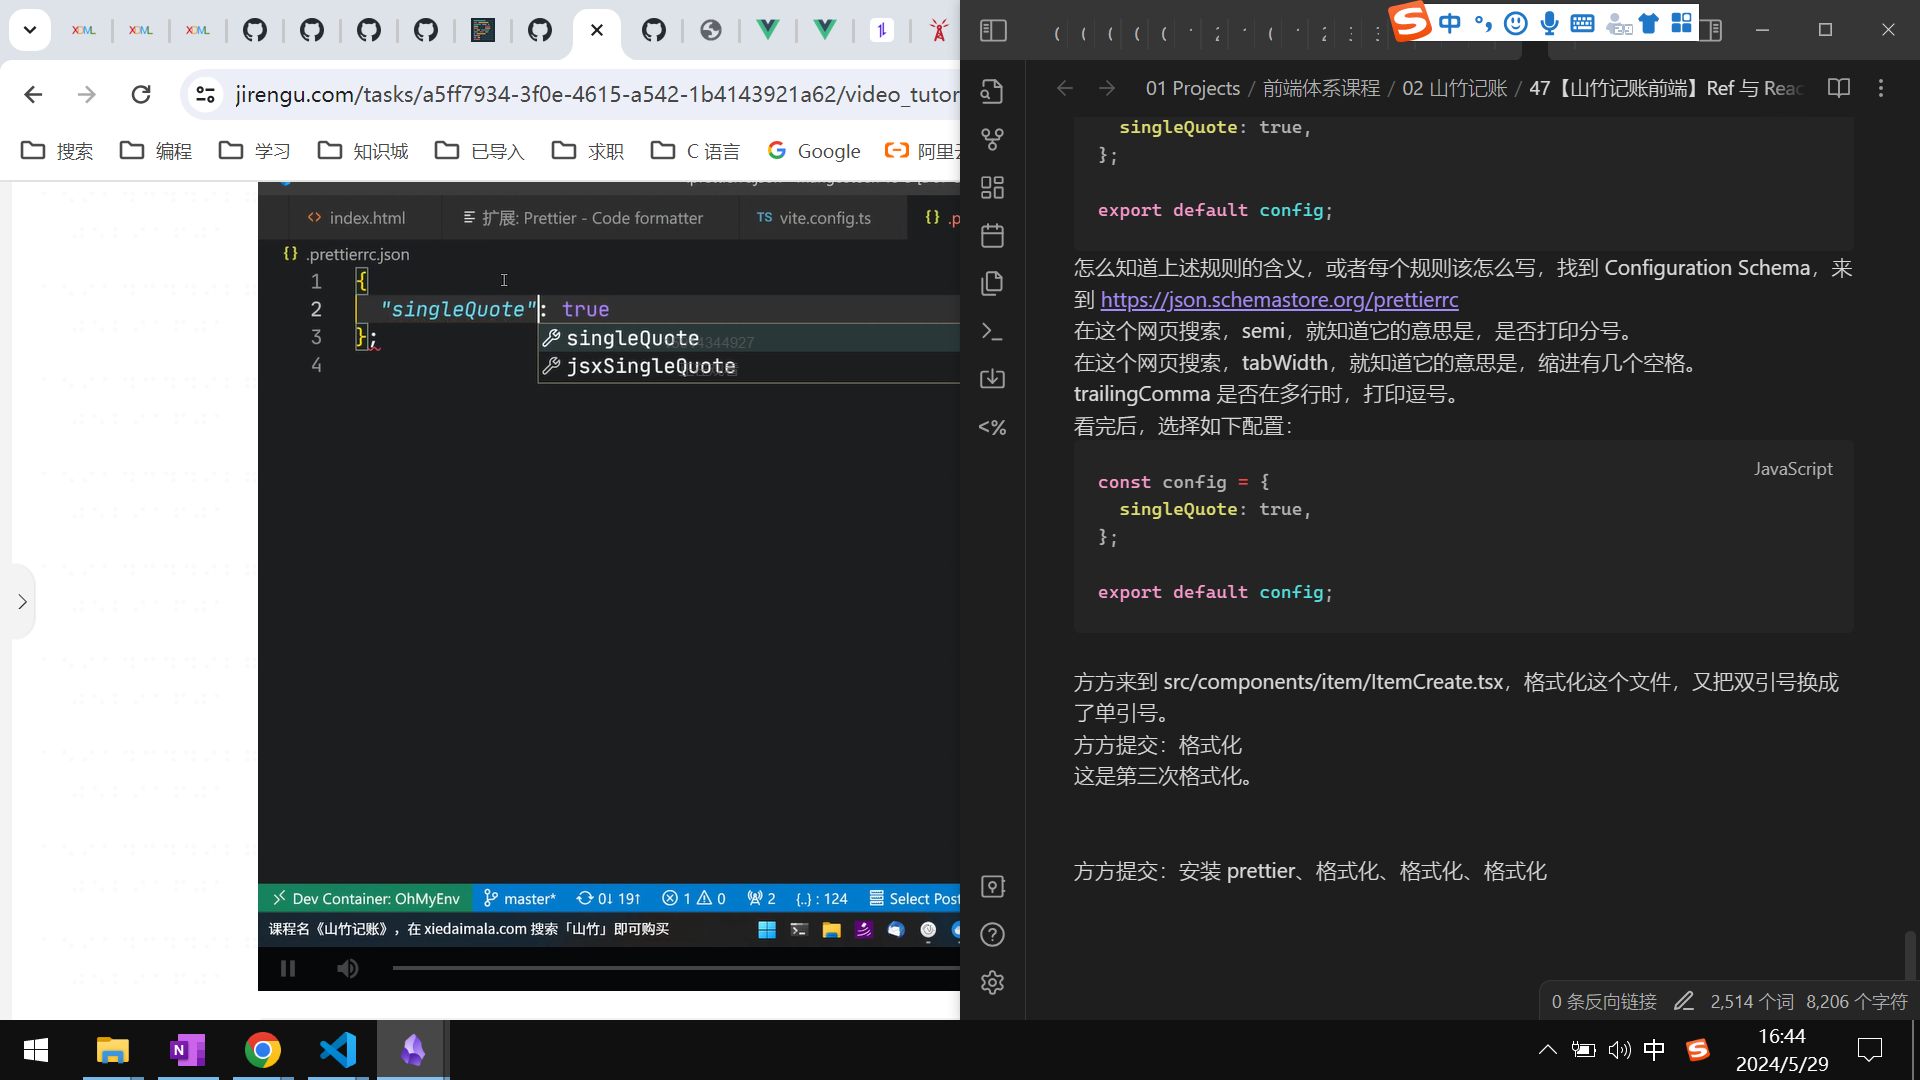 XDML
XDML
XDML
jirengu.com/tasks/a5ff7934-3f0e-4615-a542-1b4143921a62/video_tutor
搜索
编程
学习
知识城
已导入
求职
C 语言
Google
阿里云
index.html
扩展: Prettier - Code formatter
TS vite.config.ts
{} .p
{} .prettierrc.json
1 {
2 "singleQuote": true
3 };
4
singleQuote
jsxSingleQuote
Dev Container: OhMyEnv
master*
0↓ 19↑
1
0
2
{..} : 124
Select Post
课程名《山竹记账》，在 xiedaimala.com 搜索「山竹」即可购买
中
01 Projects / 前端体系课程 / 02 山竹记账 / 47【山竹记账前端】Ref 与 Reac
singleQuote: true,
};
export default config;
怎么知道上述规则的含义，或者每个规则该怎么写，找到 Configuration Schema，来
到 https://json.schemastore.org/prettierrc
在这个网页搜索，semi，就知道它的意思是，是否打印分号。
在这个网页搜索，tabWidth，就知道它的意思是，缩进有几个空格。
trailingComma 是否在多行时，打印逗号。
看完后，选择如下配置：
JavaScript
const config = {
singleQuote: true,
};
export default config;
方方来到 src/components/item/ItemCreate.tsx，格式化这个文件，又把双引号换成
了单引号。
方方提交：格式化
这是第三次格式化。
方方提交：安装 prettier、格式化、格式化、格式化
0 条反向链接
2,514 个词
8,206 个字符
中
16:44
2024/5/29